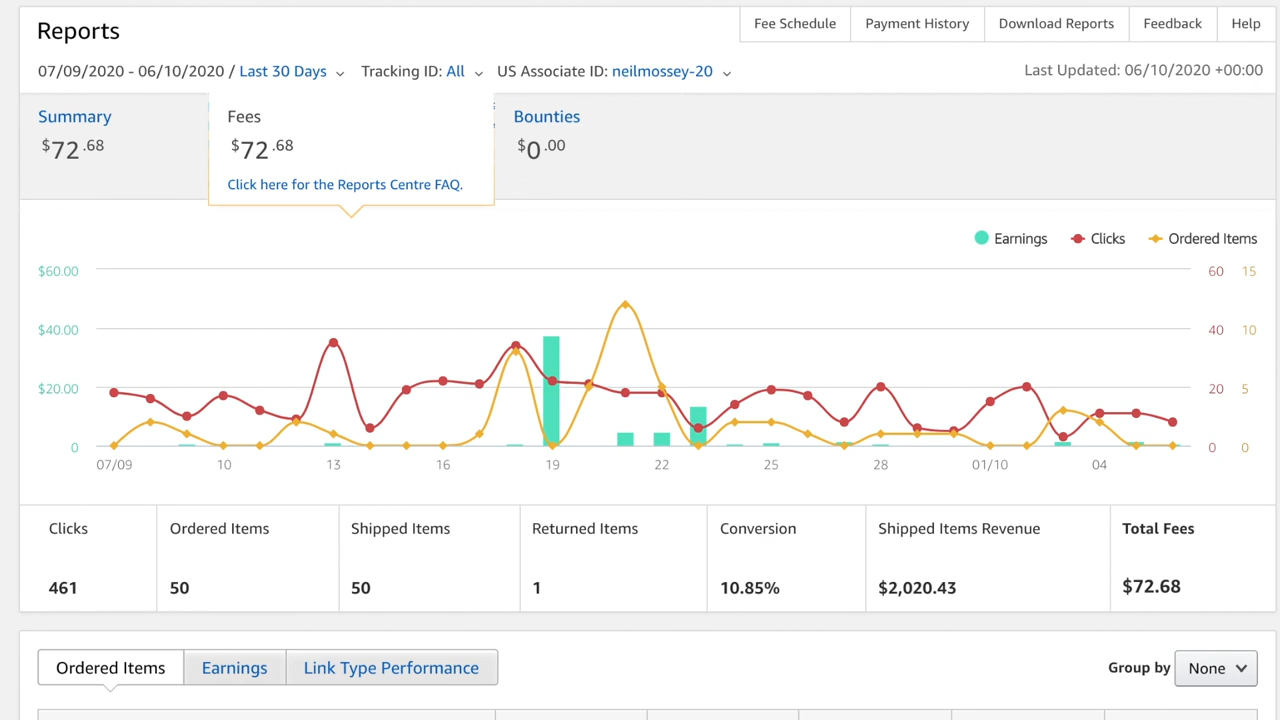 Reports
Fee Schedule
Payment History
Download Reports
Feedback
Help
07/09/2020 - 06/10/2020 / Last 30 Days Tracking ID: All US Associate ID: neilmossey-20
Last Updated: 06/10/2020 +00:00
Summary
$72.68
Fees
$72.68
Click here for the Reports Centre FAQ.
Bounties
$0.00
Earnings Clicks Ordered Items
$60.00 60 15
$40.00 40 10
$20.00 20 5
0 0 0
07/09 10 13 16 19 22 25 28 01/10 04
Clicks Ordered Items Shipped Items Returned Items Conversion Shipped Items Revenue Total Fees
461 50 50 1 10.85% $2,020.43 $72.68
Ordered Items Earnings Link Type Performance
Group by None